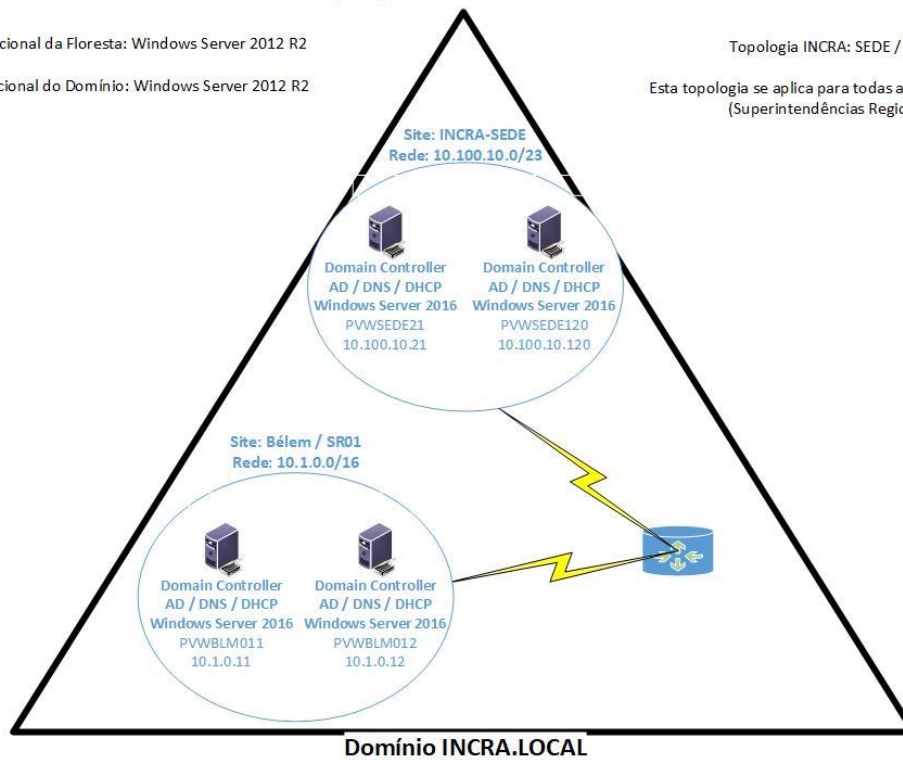 cional da Floresta: Windows Server 2012 R2
cional do Domínio: Windows Server 2012 R2
Topologia INCRA: SEDE /
Esta topologia se aplica para todas a
(Superintendências Regio
Site: INCRA-SEDE
Rede: 10.100.10.0/23
Domain Controller
AD / DNS / DHCP
Windows Server 2016
PVWSEDE21
10.100.10.21
Domain Controller
AD / DNS / DHCP
Windows Server 2016
PVWSEDE120
10.100.10.120
Site: Bélem / SR01
Rede: 10.1.0.0/16
Domain Controller
AD / DNS / DHCP
Windows Server 2016
PVWBLM011
10.1.0.11
Domain Controller
AD / DNS / DHCP
Windows Server 2016
PVWBLM012
10.1.0.12
Domínio INCRA.LOCAL